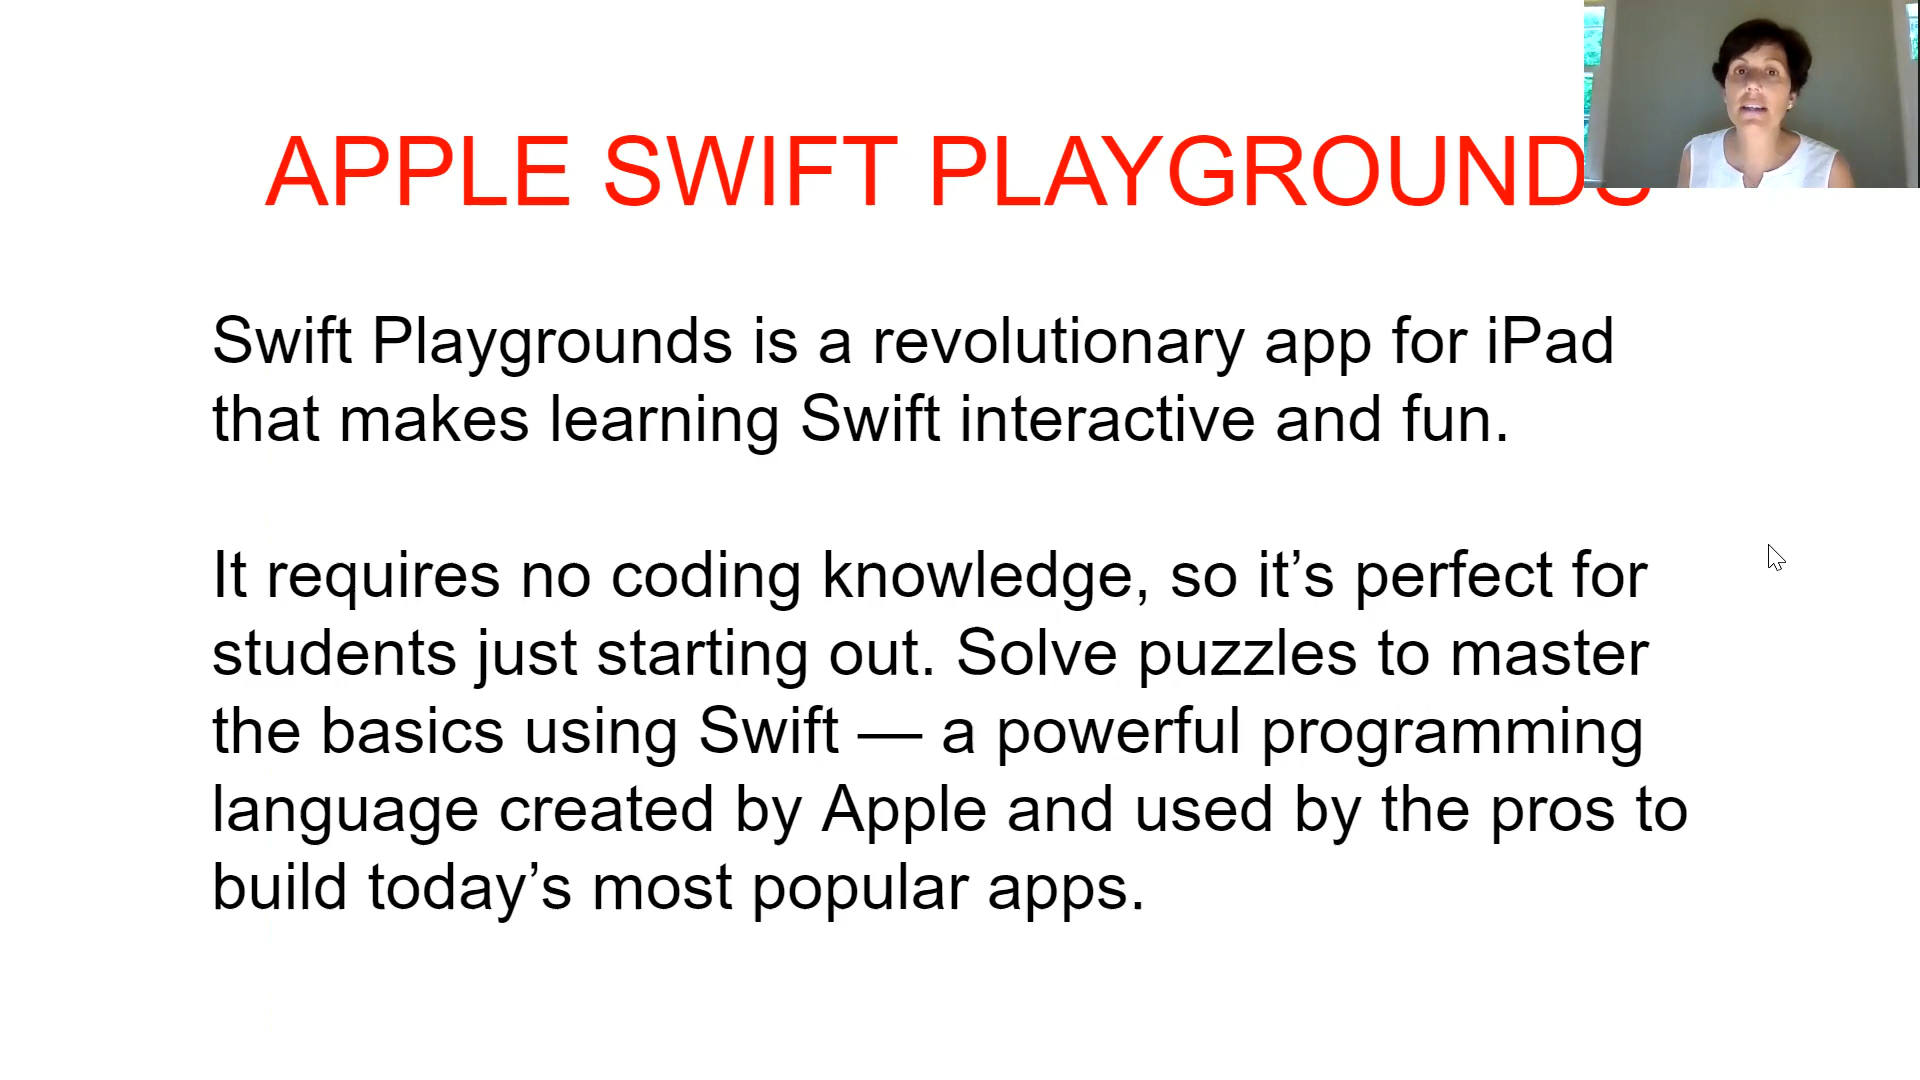 APPLE SWIFT PLAYGROUNDS
Swift Playgrounds is a revolutionary app for iPad
that makes learning Swift interactive and fun.
It requires no coding knowledge, so it’s perfect for
students just starting out. Solve puzzles to master
the basics using Swift — a powerful programming
language created by Apple and used by the pros to
build today’s most popular apps.